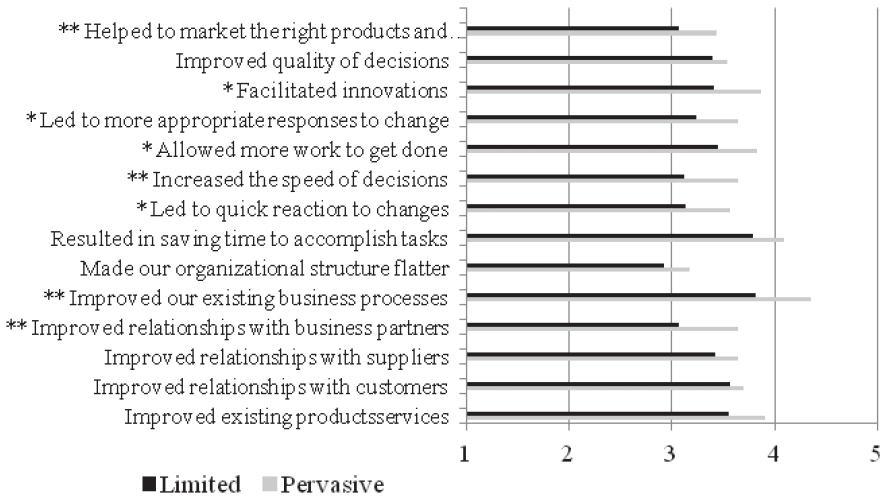 ** Helped to market the right products and...
Improved quality of decisions
* Facilitated innovations
* Led to more appropriate responses to change
* Allowed more work to get done
** Increased the speed of decisions
* Led to quick reaction to changes
Resulted in saving time to accomplish tasks
Made our organizational structure flatter
** Improved our existing business processes
** Improved relationships with business partners
Improved relationships with suppliers
Improved relationships with customers
Improved existing productsservices
1 2 3 4 5
Limited Pervasive